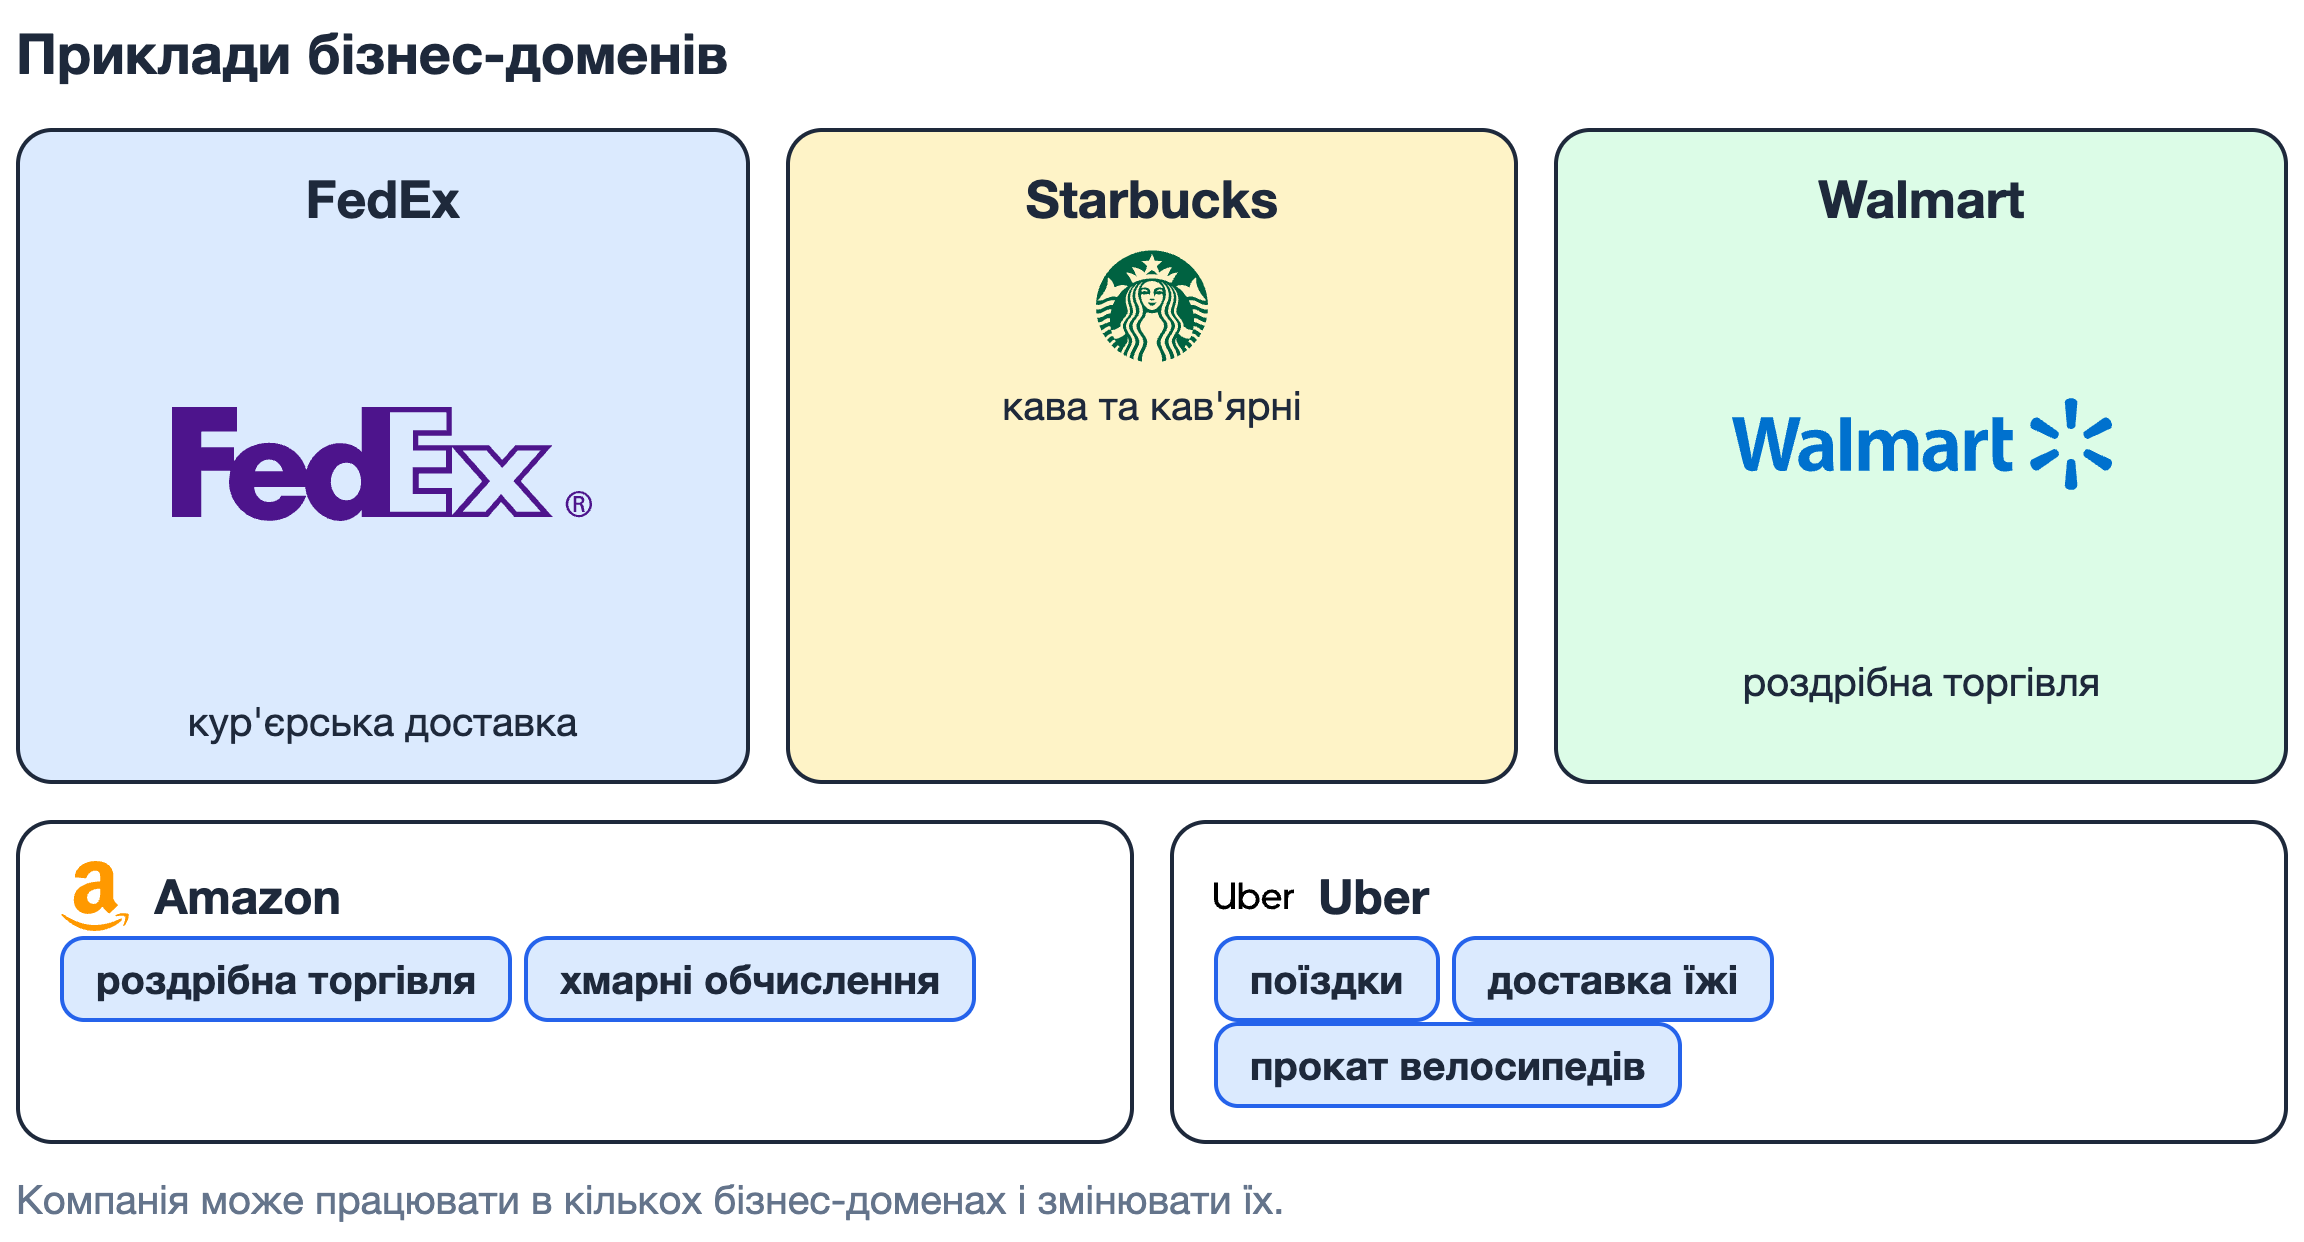 Приклади бізнес-доменів
FedEx
FedEx ®
кур'єрська доставка
Starbucks
кава та кав'ярні
Walmart
Walmart
роздрібна торгівля
a Amazon
роздрібна торгівля хмарні обчислення
Uber Uber
поїздки доставка їжі
прокат велосипедів
Компанія може працювати в кількох бізнес-доменах і змінювати їх.